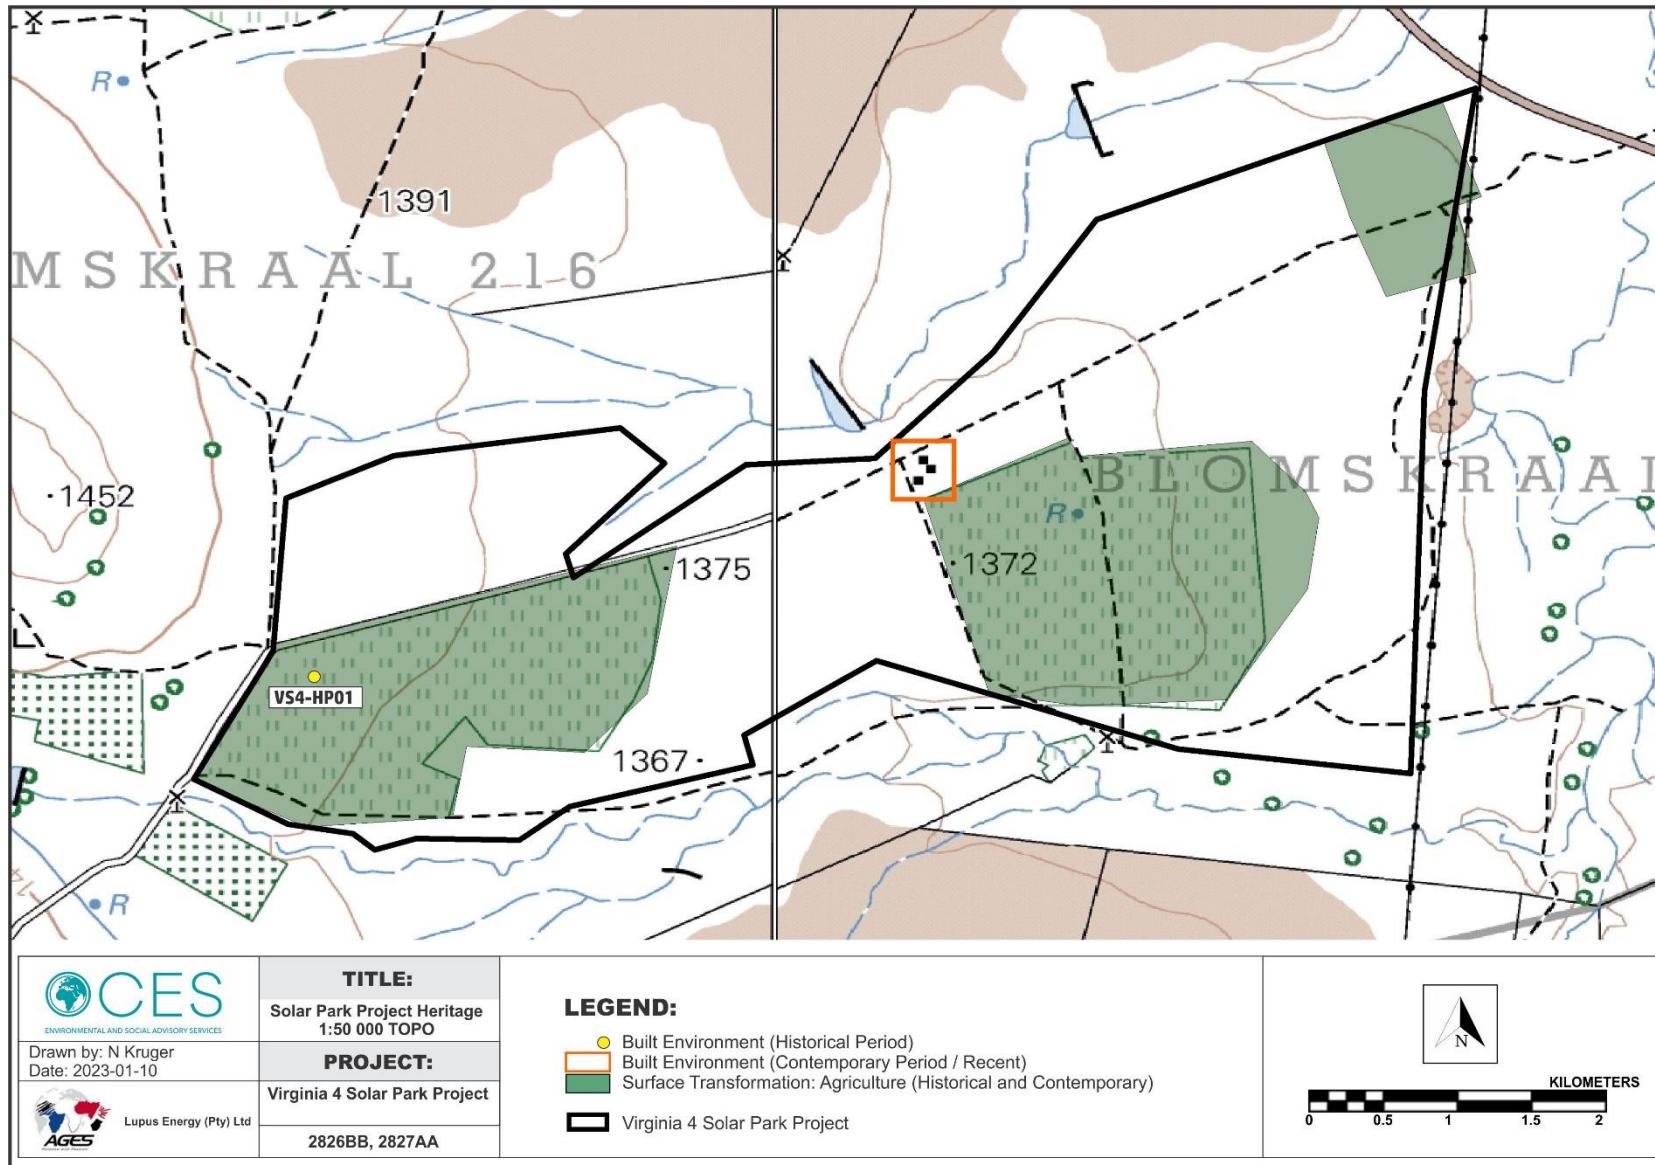 R
1391
MSKRAAL 216
1452
1375
R
BLOMSKRAAL
1372
VS4-HP01
1367
R
14
CES
ENVIRONMENTAL AND SOCIAL ADVISORY SERVICES
Drawn by: N Kruger
Date: 2023-01-10
AGES
Lupus Energy (Pty) Ltd
TITLE:
Solar Park Project Heritage
1:50 000 TOPO
PROJECT:
Virginia 4 Solar Park Project
2826BB, 2827AA
LEGEND:
Built Environment (Historical Period)
Built Environment (Contemporary Period / Recent)
Surface Transformation: Agriculture (Historical and Contemporary)
Virginia 4 Solar Park Project
N
KILOMETERS
0 0.5 1 1.5 2